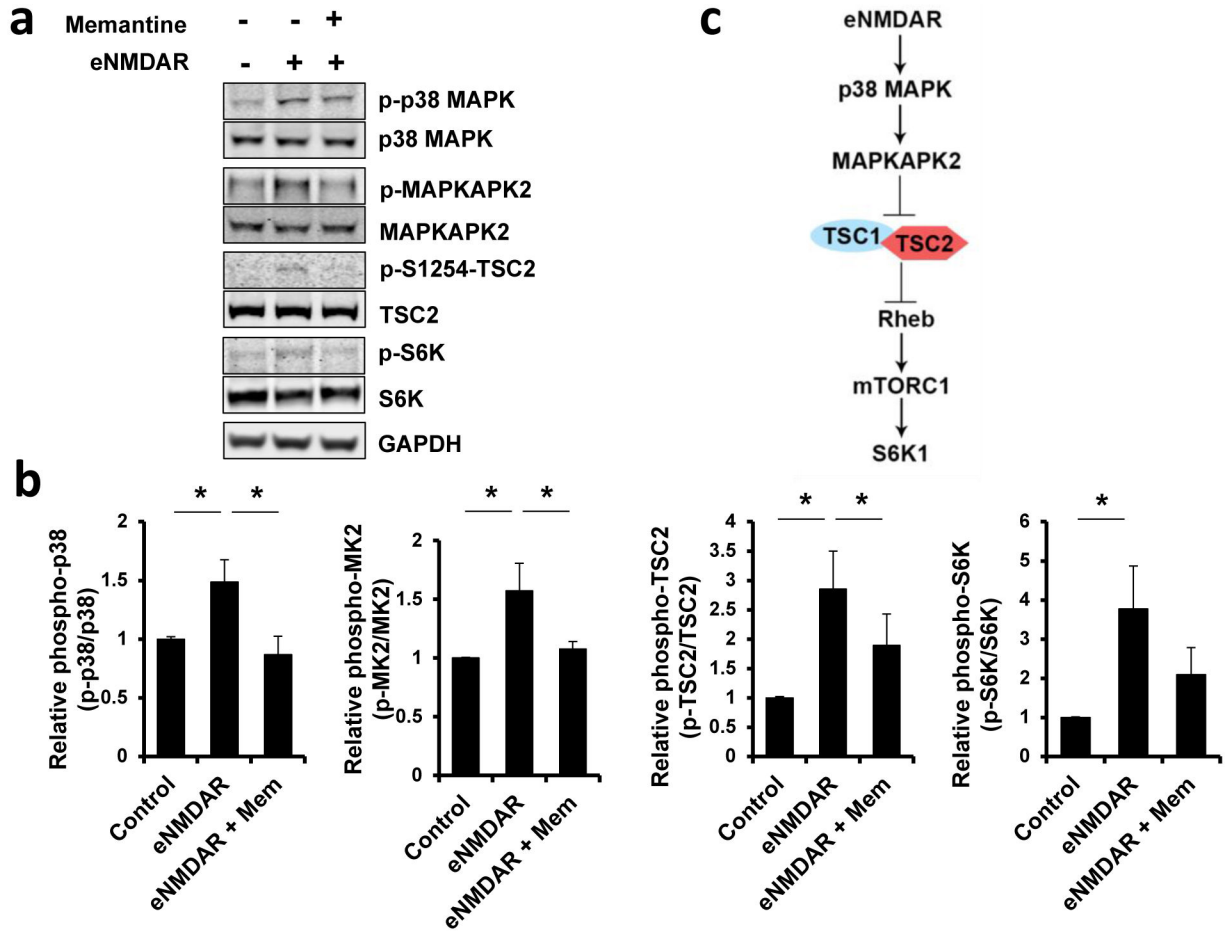 a
Memantine - - +
eNMDAR - + +
p-p38 MAPK
p38 MAPK
p-MAPKAPK2
MAPKAPK2
p-S1254-TSC2
TSC2
p-S6K
S6K
GAPDH
c
eNMDAR
p38 MAPK
MAPKAPK2
TSC1
TSC2
Rheb
mTORC1
S6K1
b
Relative phospho-p38
(p-p38/p38)
2
1.5
1
0.5
0
* *
Control
eNMDAR
eNMDAR + Mem
Relative phospho-MK2
(p-MK2/MK2)
2
1.5
1
0.5
0
* *
Control
eNMDAR
eNMDAR + Mem
Relative phospho-TSC2
(p-TSC2/TSC2)
4
3.5
3
2.5
2
1.5
1
0.5
0
* *
Control
eNMDAR
eNMDAR + Mem
Relative phospho-S6K
(p-S6K/S6K)
6
5
4
3
2
1
0
*
Control
eNMDAR
eNMDAR + Mem